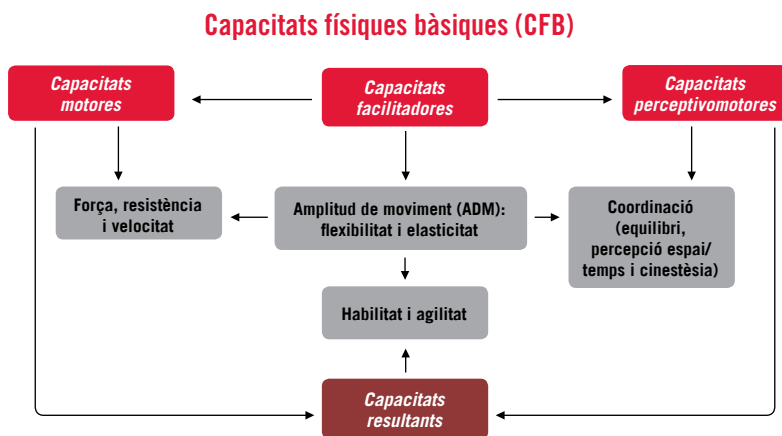 Capacitats físiques bàsiques (CFB)
Capacitats
motores
Capacitats
facilitadores
Capacitats
perceptivomotores
Força, resistència
i velocitat
Amplitud de moviment (ADM):
flexibilitat i elasticitat
Coordinació
(equilibri,
percepció espai/
temps i cinestèsia)
Habilitat i agilitat
Capacitats
resultants